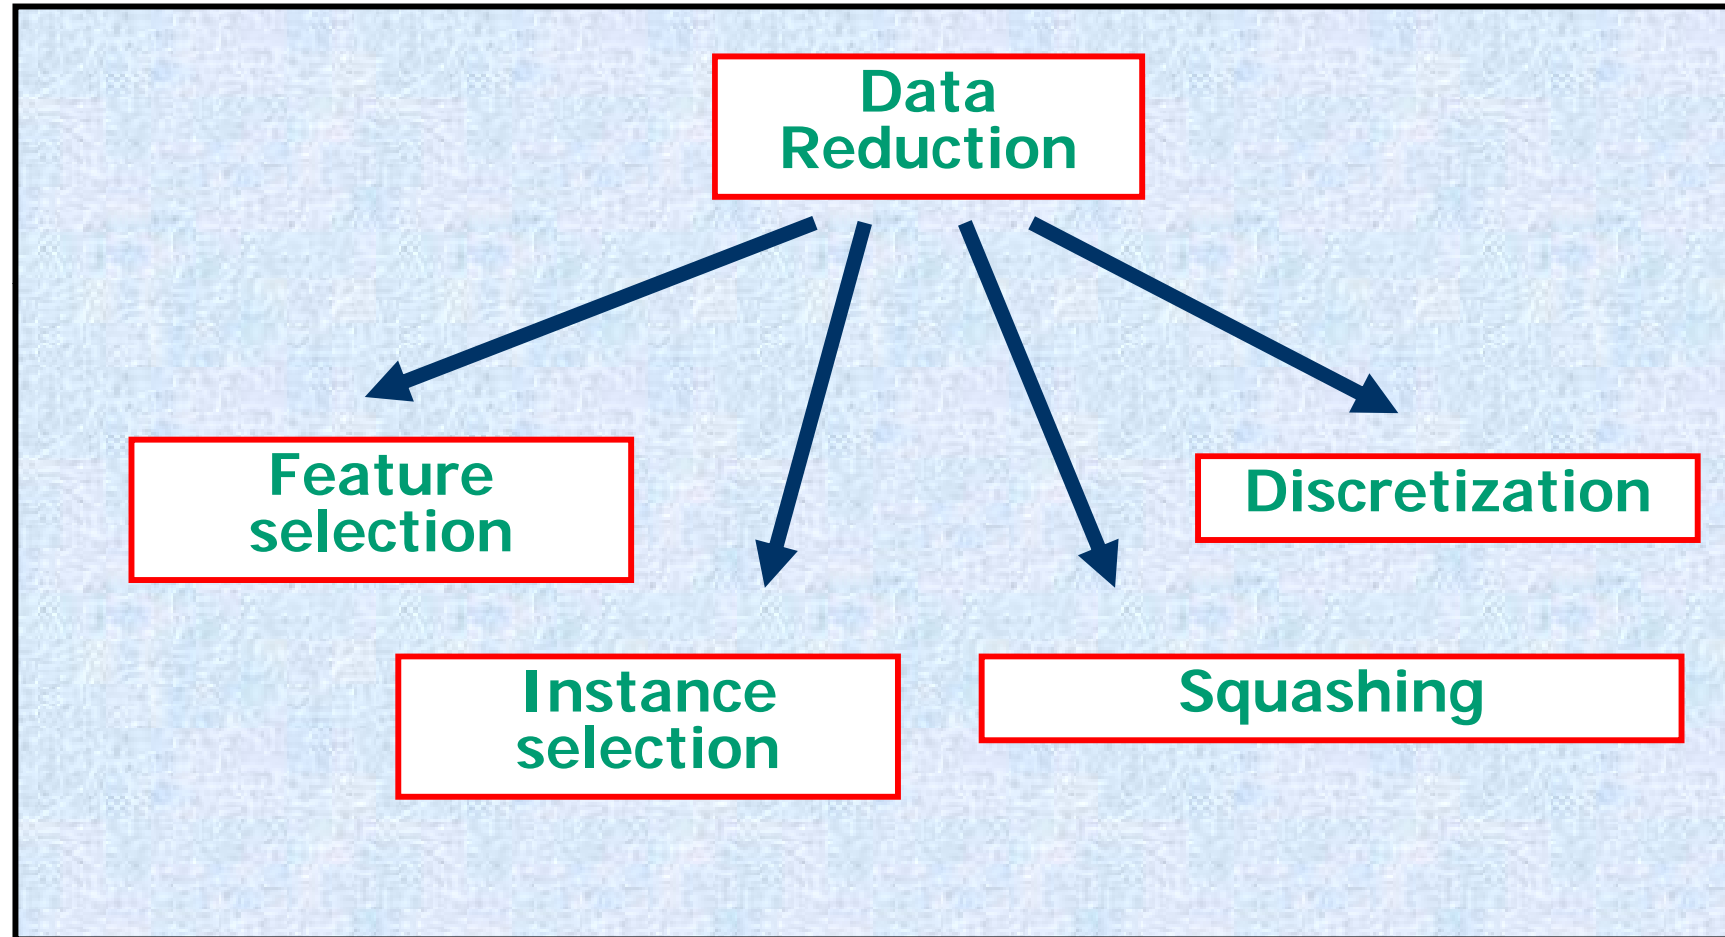 Data
Reduction
Feature
selection
Discretization
Instance
selection
Squashing